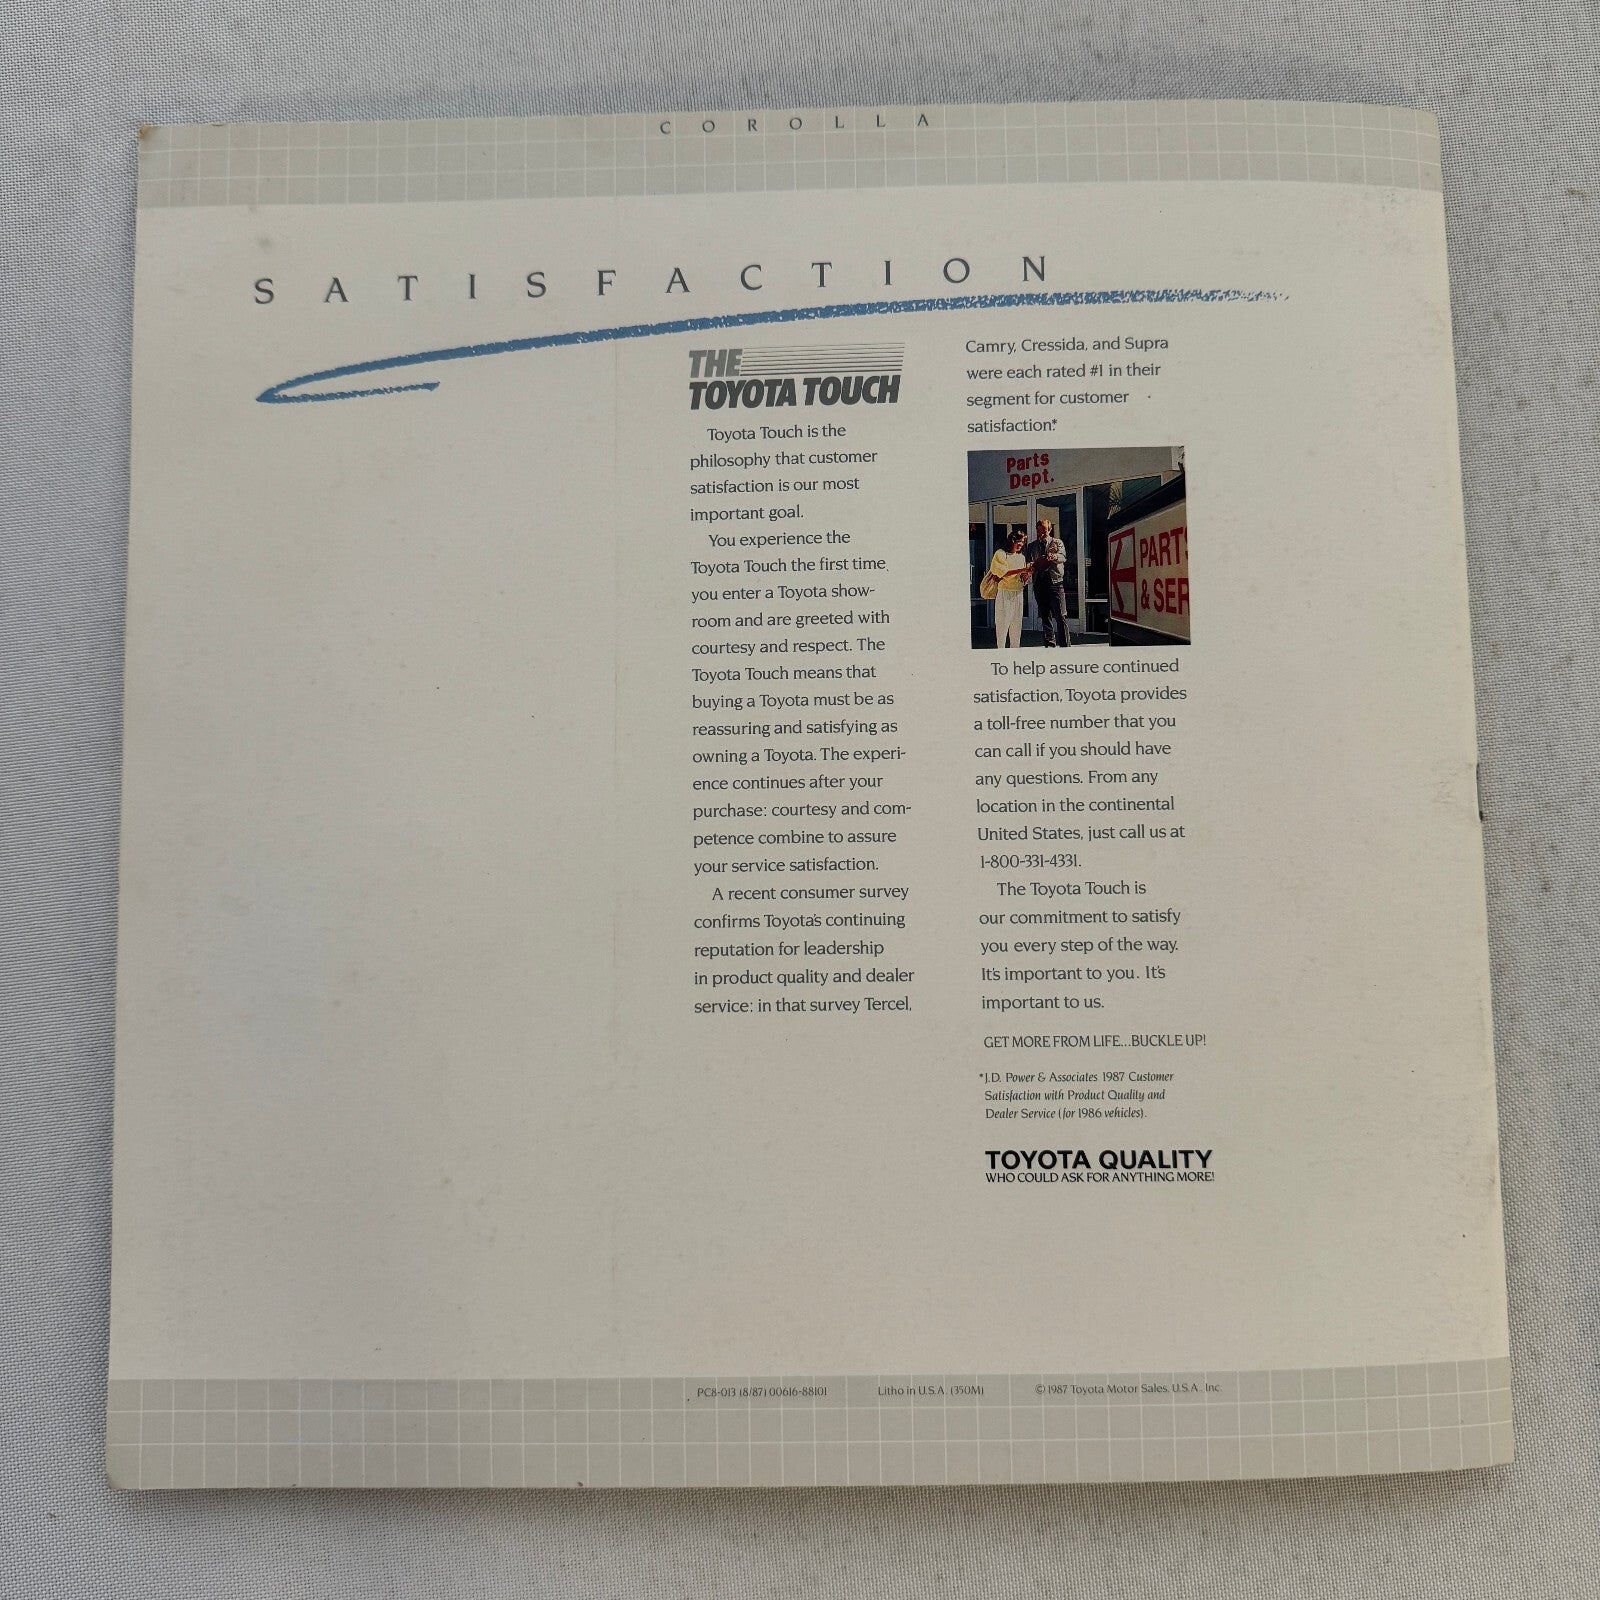 COROLLA
SATISFACTION
THE
TOYOTA TOUCH
Toyota Touch is the
philosophy that customer
satisfaction is our most
important goal.
You experience the
Toyota Touch the first time,
you enter a Toyota show-
room and are greeted with
courtesy and respect. The
Toyota Touch means that
buying a Toyota must be as
reassuring and satisfying as
owning a Toyota. The experi-
ence continues after your
purchase: courtesy and com-
petence combine to assure
your service satisfaction.
A recent consumer survey
confirms Toyota's continuing
reputation for leadership
in product quality and dealer
service: in that survey Tercel,
Camry, Cressida, and Supra
were each rated #1 in their
segment for customer
satisfaction.*
Parts
Dept.
PARTS
& SER
To help assure continued
satisfaction, Toyota provides
a toll-free number that you
can call if you should have
any questions. From any
location in the continental
United States, just call us at
1-800-331-4331.
The Toyota Touch is
our commitment to satisfy
you every step of the way.
It's important to you. It's
important to us.
GET MORE FROM LIFE...BUCKLE UP!
*J.D. Power & Associates 1987 Customer
Satisfaction with Product Quality and
Dealer Service (for 1986 vehicles).
TOYOTA QUALITY
WHO COULD ASK FOR ANYTHING MORE!
PC8-013 (8/87) 00616-88101 Litho in U.S.A. (350M) © 1987 Toyota Motor Sales, U.S.A., Inc.